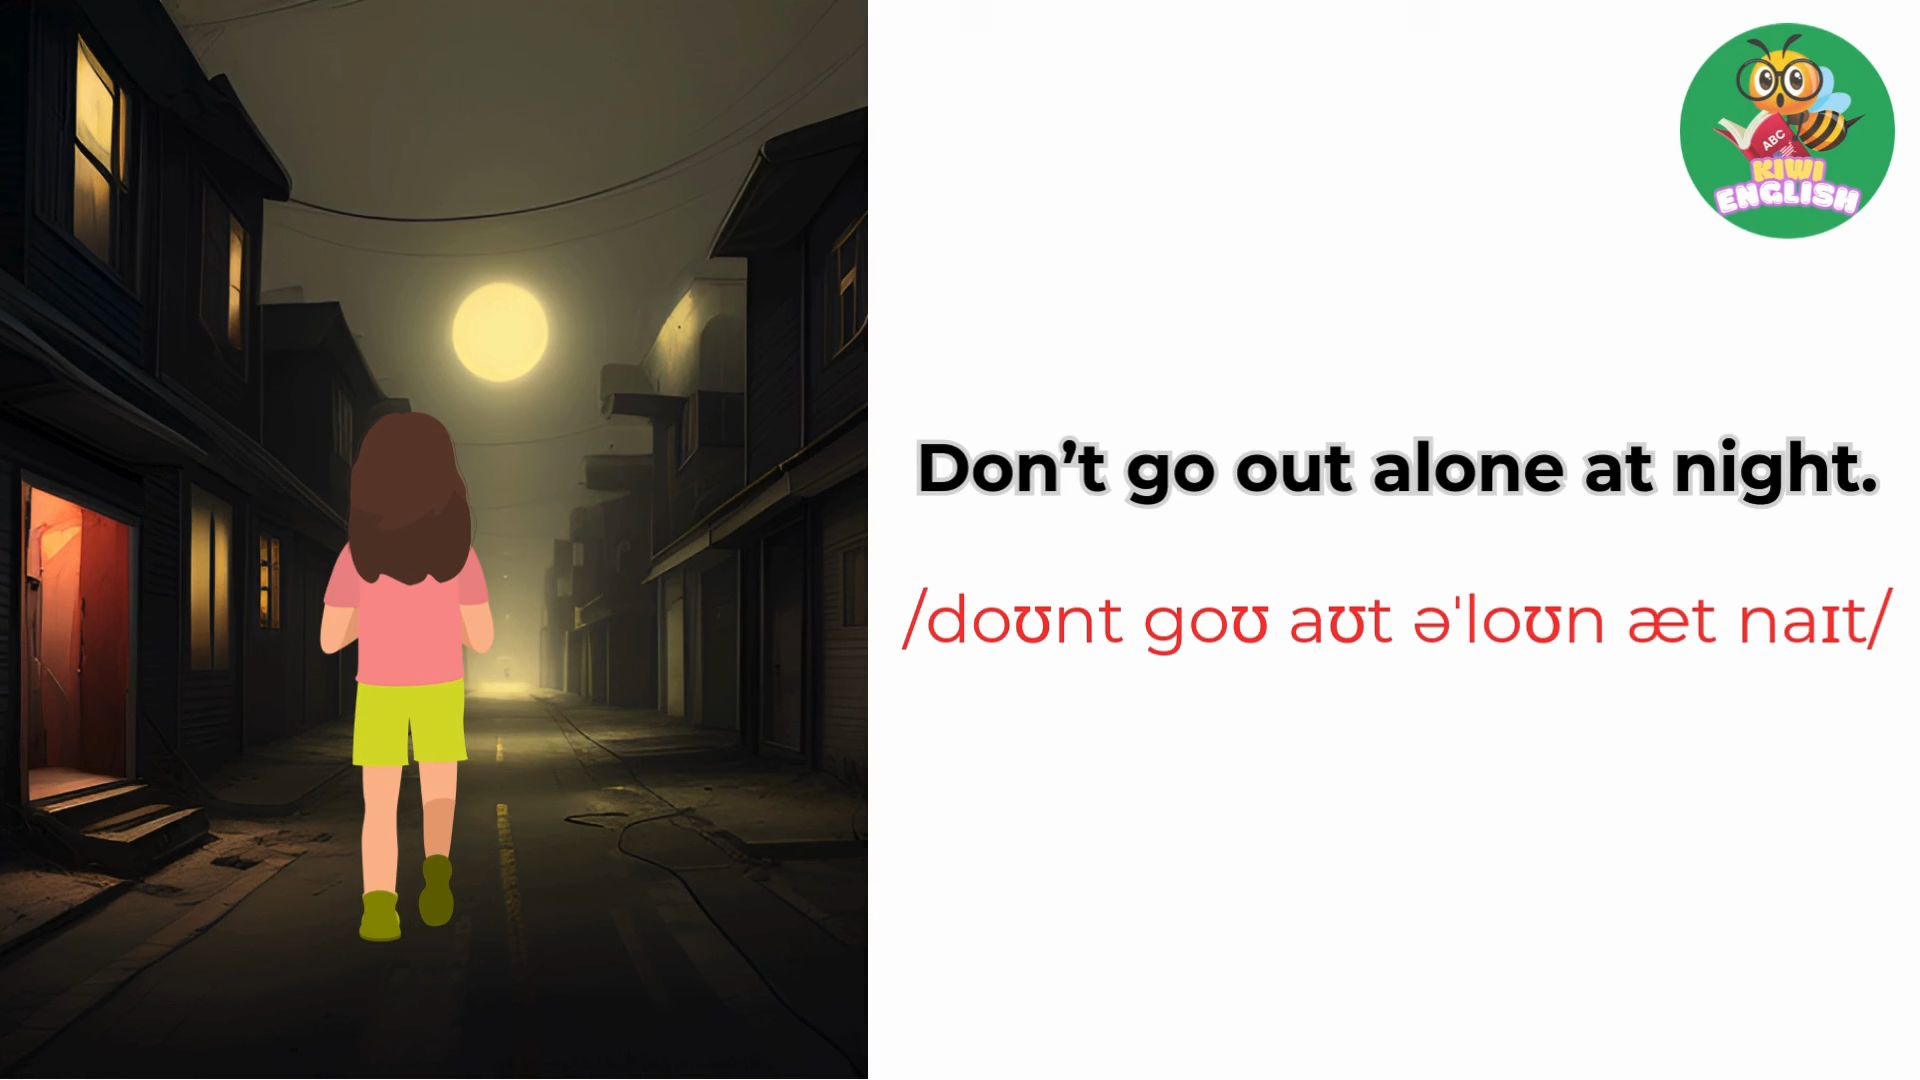 ABC
KIWI
ENGLISH
Don’t go out alone at night.
/doʊnt goʊ aʊt ə'loʊn æt naɪt/